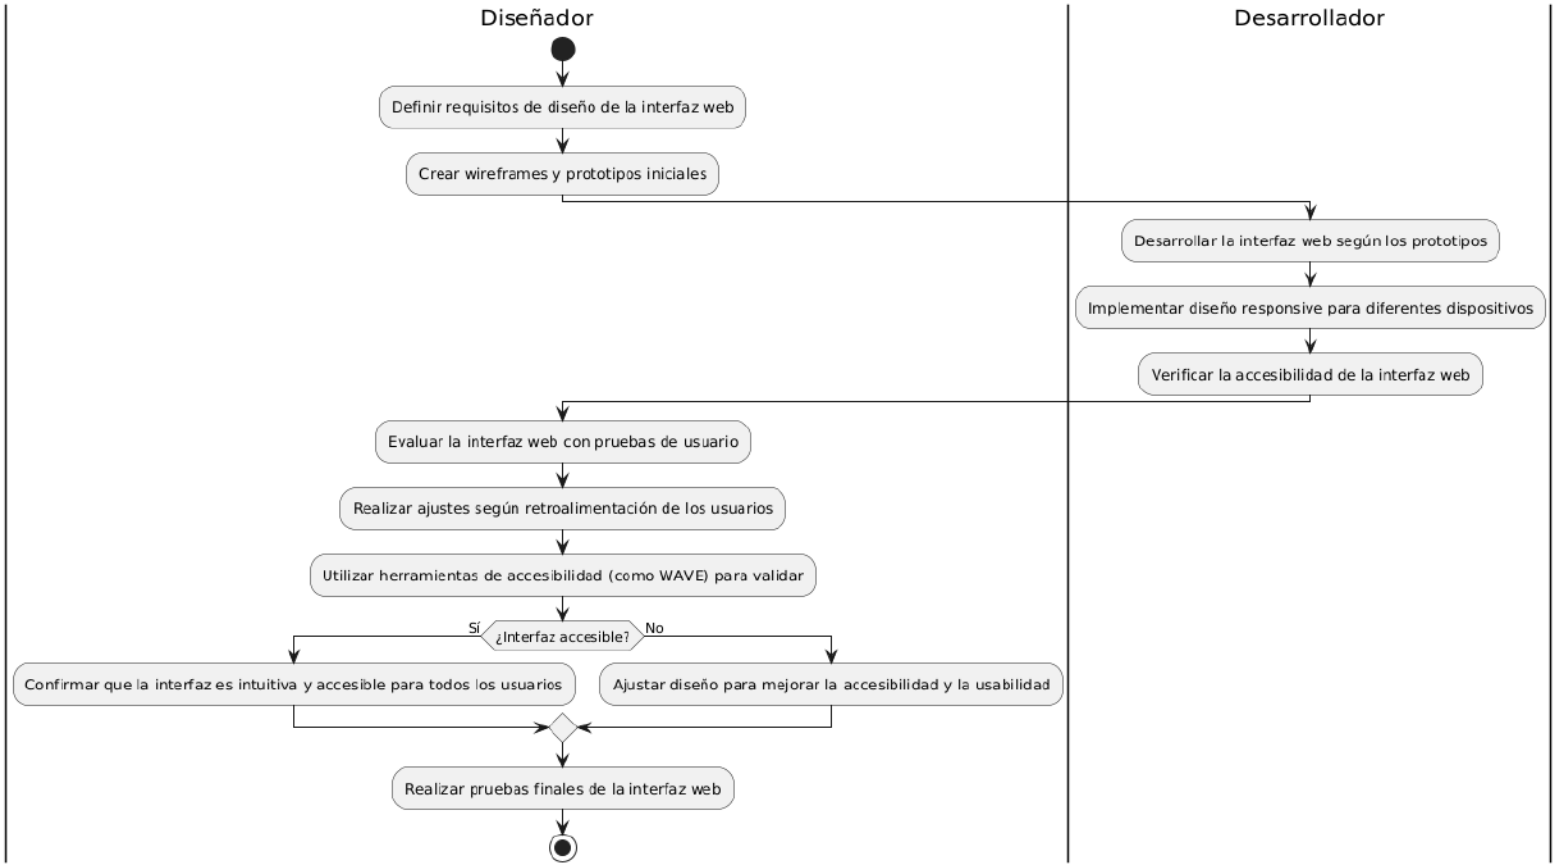 Diseñador
Desarrollador
Definir requisitos de diseño de la interfaz web
Crear wireframes y prototipos iniciales
Desarrollar la interfaz web según los prototipos
Implementar diseño responsive para diferentes dispositivos
Verificar la accesibilidad de la interfaz web
Evaluar la interfaz web con pruebas de usuario
Realizar ajustes según retroalimentación de los usuarios
Utilizar herramientas de accesibilidad (como WAVE) para validar
Sí
¿Interfaz accesible?
No
Confirmar que la interfaz es intuitiva y accesible para todos los usuarios
Ajustar diseño para mejorar la accesibilidad y la usabilidad
Realizar pruebas finales de la interfaz web